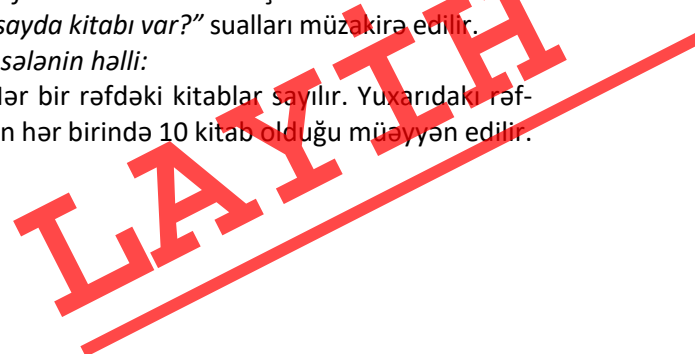 sayda kitabı var?” sualları müzakirə edilir.
sələnin həlli:
ər bir rəfdəki kitablar sayılır. Yuxarıdakı rəf-
n hər birində 10 kitab olduğu müəyyən edilir.
LAYİH